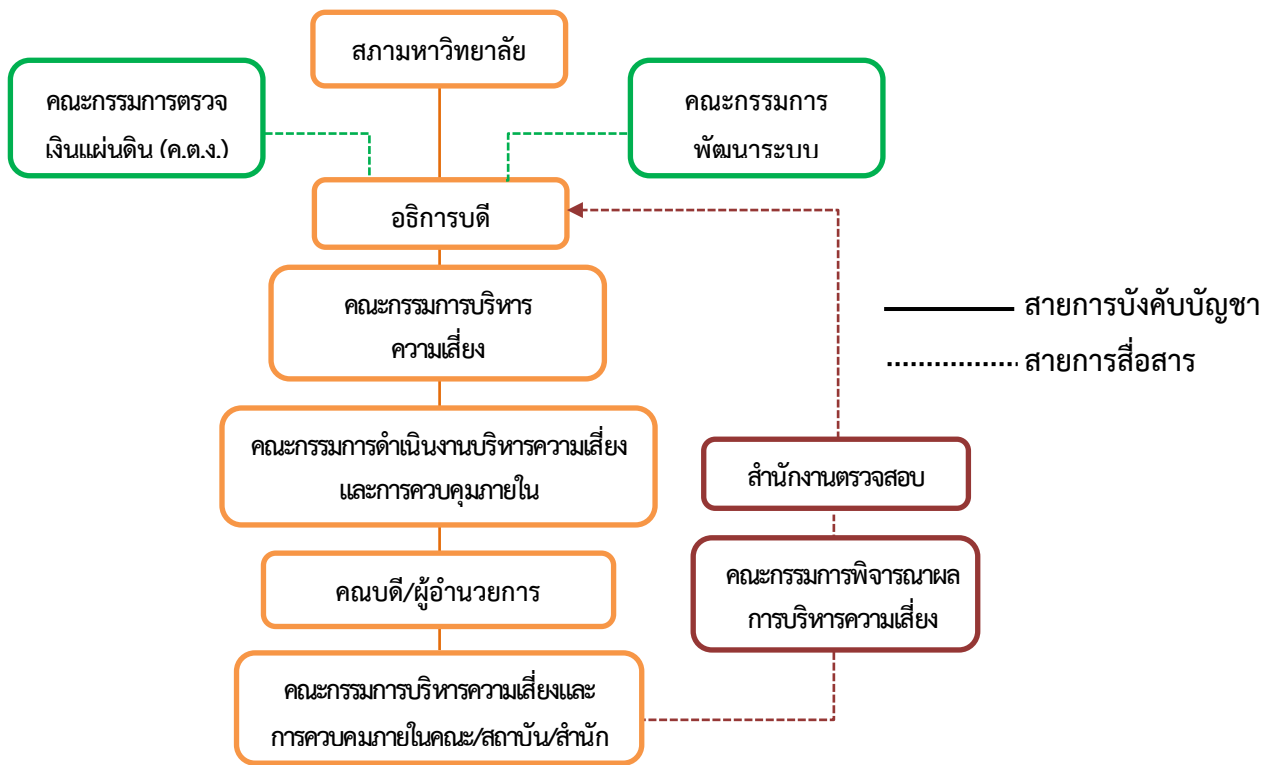 สภามหาวิทยาลัย
คณะกรรมการตรวจ
เงินแผ่นดิน (ค.ต.ง.)
คณะกรรมการ
พัฒนาระบบ
อธิการบดี
คณะกรรมการบริหาร
ความเสี่ยง
สายการบังคับบัญชา
สายการสื่อสาร
คณะกรรมการดำเนินงานบริหารความเสี่ยง
และการควบคุมภายใน
สำนักงานตรวจสอบ
คณบดี/ผู้อำนวยการ
คณะกรรมการพิจารณาผล
การบริหารความเสี่ยง
คณะกรรมการบริหารความเสี่ยงและ
การควบคุมภายในคณะ/สถาบัน/สำนัก